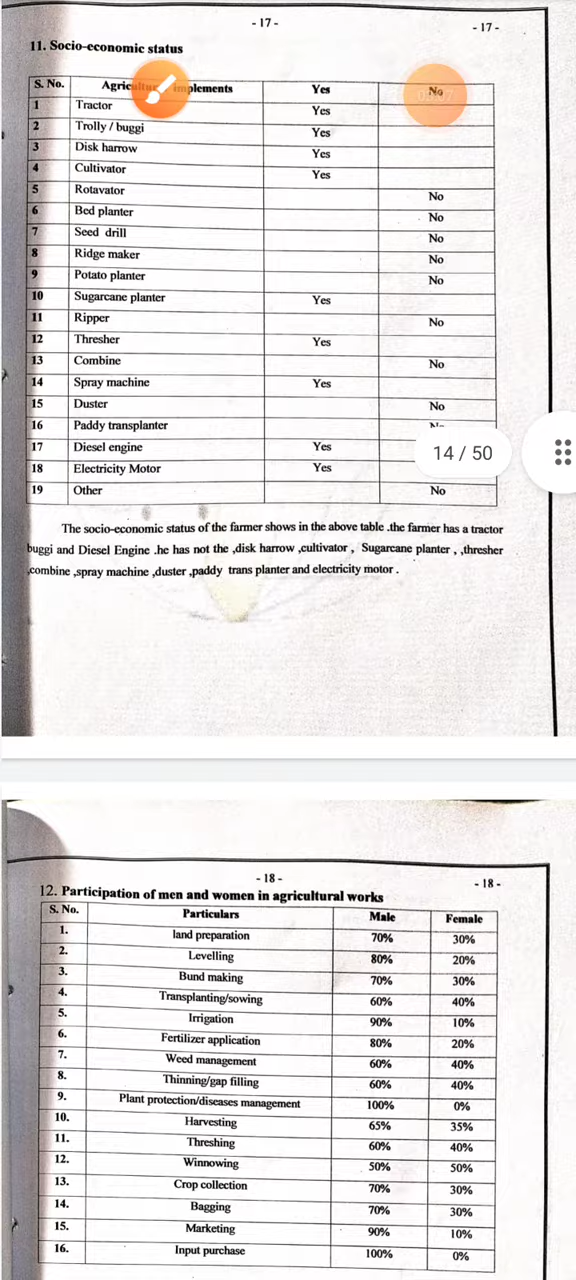 - 17 -
- 17 -
11. Socio-economic status
S. No. Yes No
1 Tractor Yes
2 Trolly / buggi Yes
3 Disk harrow Yes
4 Cultivator Yes
5 Rotavator No
6 Bed planter No
7 Seed drill No
8 Ridge maker No
9 Potato planter No
10 Sugarcane planter Yes
11 Ripper No
12 Thresher Yes
13 Combine No
14 Spray machine Yes
15 Duster No
16 Paddy transplanter
17 Diesel engine Yes
14 / 50
18 Electricity Motor Yes
19 Other No
The socio-economic status of the farmer shows in the above table .the farmer has a tractor
buggi and Diesel Engine .he has not the ,disk harrow ,cultivator , Sugarcane planter , ,thresher
,combine ,spray machine ,duster ,paddy trans planter and electricity motor .
- 18 -
- 18 -
12. Participation of men and women in agricultural works
S. No. Particulars Male Female
1. land preparation 70% 30%
2. Levelling 80% 20%
3. Bund making 70% 30%
4. Transplanting/sowing 60% 40%
5. Irrigation 90% 10%
6. Fertilizer application 80% 20%
7. Weed management 60% 40%
8. Thinning/gap filling 60% 40%
9. Plant protection/diseases management 100% 0%
10. Harvesting 65% 35%
11. Threshing 60% 40%
12. Winnowing 50% 50%
13. Crop collection 70% 30%
14. Bagging 70% 30%
15. Marketing 90% 10%
16. Input purchase 100% 0%